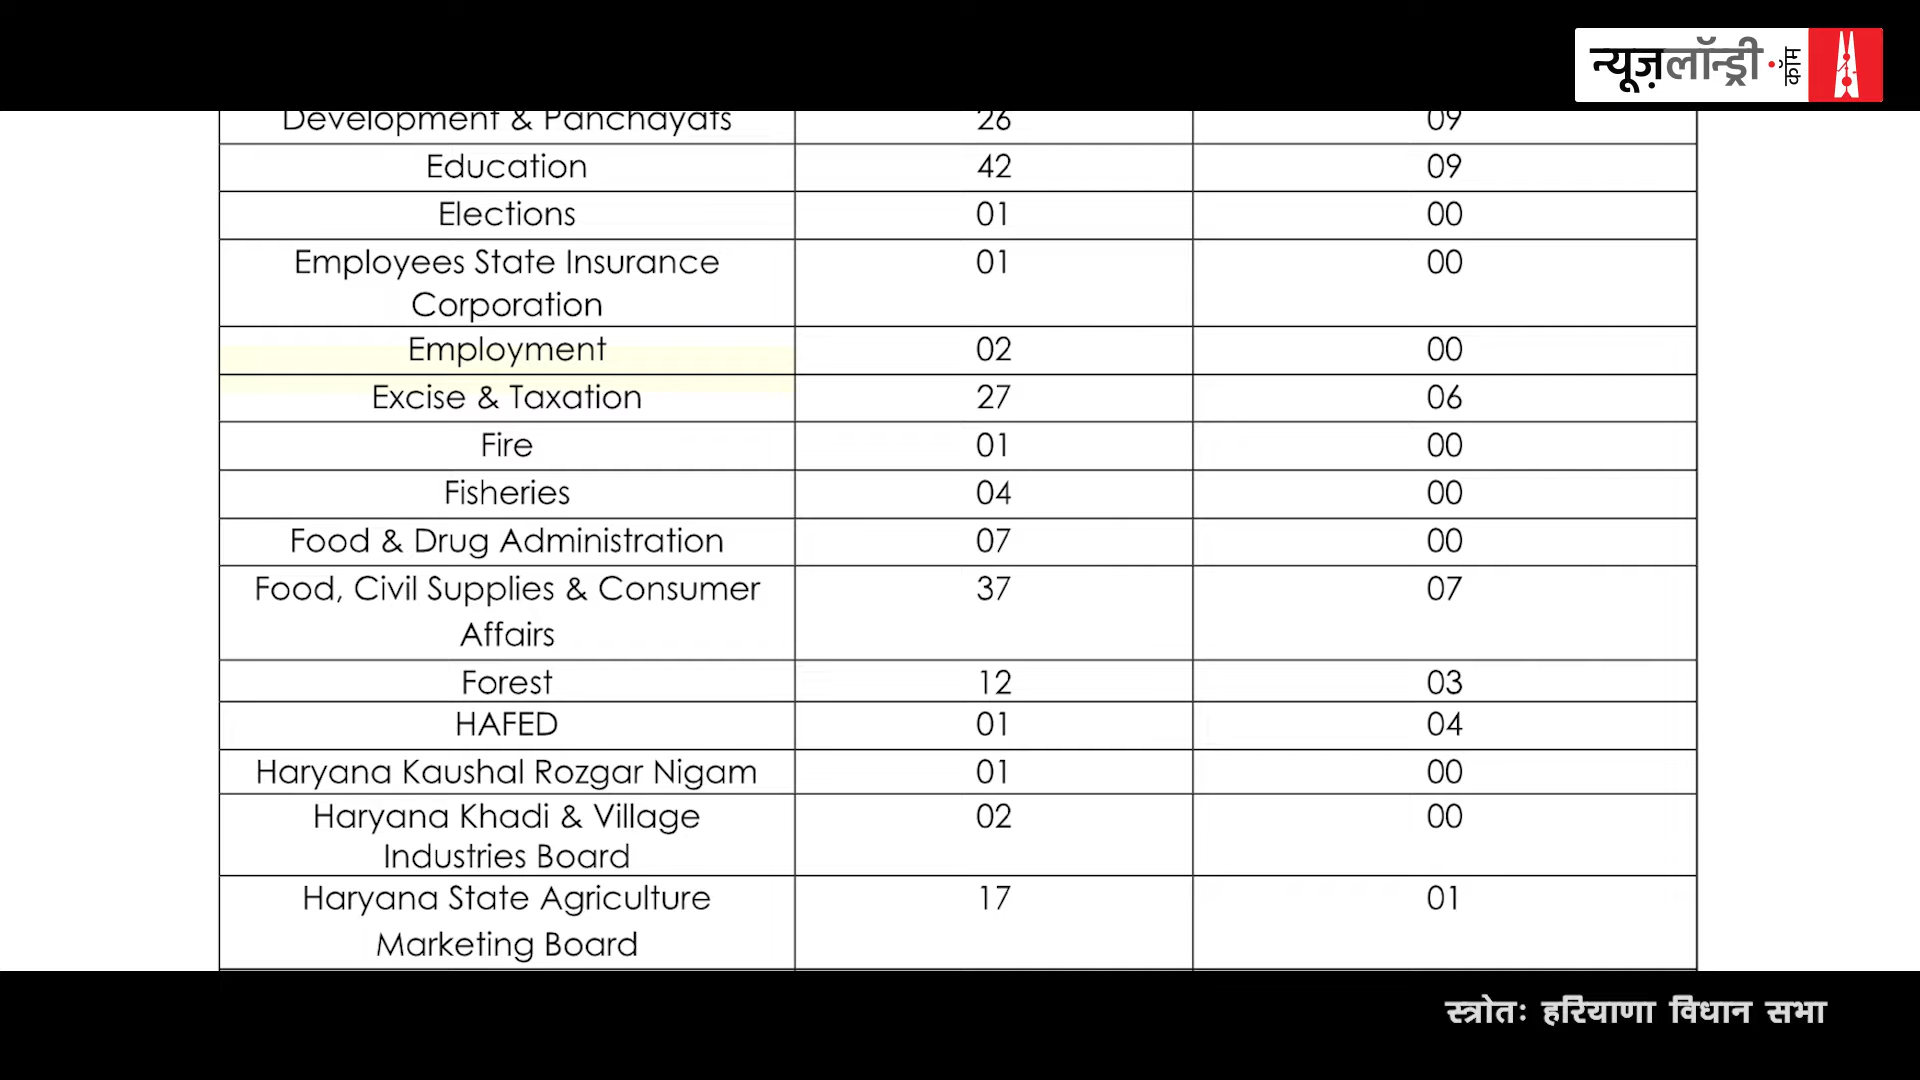 न्यूज़लॉन्ड्री.कॉम
Development & Panchayats 26 09
Education 42 09
Elections 01 00
Employees State Insurance 01 00
Corporation
Employment 02 00
Excise & Taxation 27 06
Fire 01 00
Fisheries 04 00
Food & Drug Administration 07 00
Food, Civil Supplies & Consumer 37 07
Affairs
Forest 12 03
HAFED 01 04
Haryana Kaushal Rozgar Nigam 01 00
Haryana Khadi & Village 02 00
Industries Board
Haryana State Agriculture 17 01
Marketing Board
स्त्रोतः हरियाणा विधान सभा